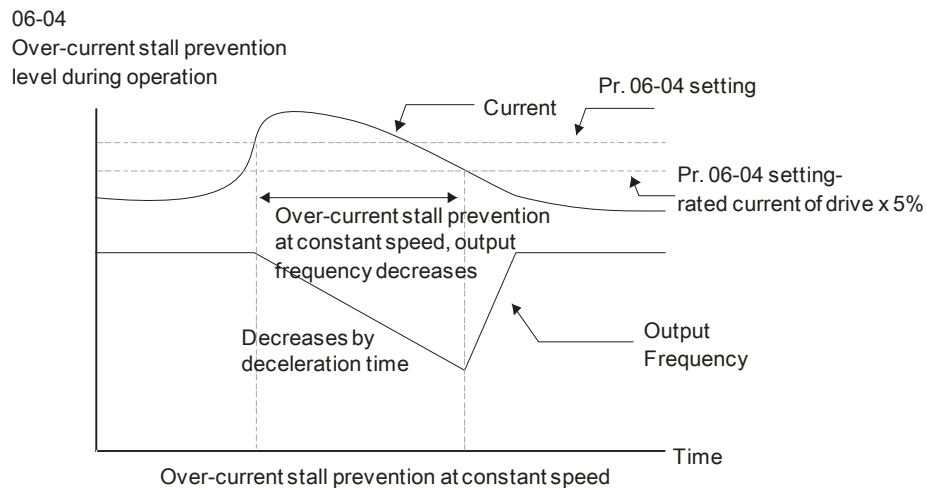 06-04
Over-current stall prevention
level during operation
Pr. 06-04 setting
Current
Pr. 06-04 setting-
rated current of drive x 5%
Over-current stall prevention
at constant speed, output
frequency decreases
Decreases by
deceleration time
Output
Frequency
Time
Over-current stall prevention at constant speed